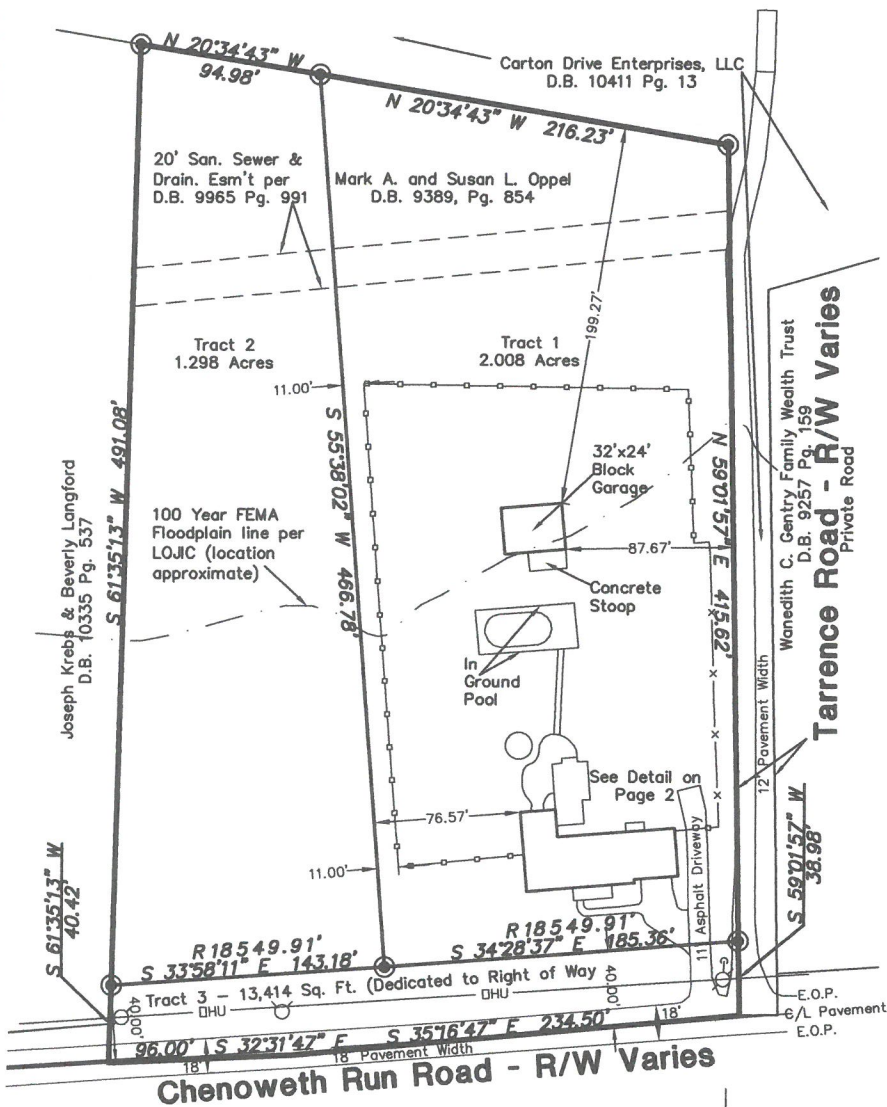 N 20°34'43" W
94.98'
Carton Drive Enterprises, LLC
D.B. 10411 Pg. 13
N 20°34'43" W 216.23'
20' San. Sewer &
Drain. Esm't per
D.B. 9965 Pg. 991
Mark A. and Susan L. Oppel
D.B. 9389, Pg. 854
199.27'
Tract 2
1.298 Acres
Tract 1
2.008 Acres
11.00'
S 61°35'13" W 491.08'
Joseph Krebs & Beverly Langford
D.B. 10335 Pg. 537
S 55°38'02" W 466.78'
32'x24'
Block
Garage
N 59°01'57" E 415.62'
Wanedith C. Gentry Family Wealth Trust
D.B. 9257 Pg. 159
Private Road
Tarrence Road - R/W Varies
100 Year FEMA
Floodplain line per
LOJIC (location
approximate)
87.67'
Concrete
Stoop
In
Ground
Pool
12' Pavement Width
See Detail on
Page 2
76.57'
11.00'
11' Asphalt Driveway
S 59°01'57" W
38.98'
S 61°35'13" W
40.42'
R 18549.91'
S 33°58'11" E 143.18'
R 18549.91'
S 34°28'37" E 185.36'
Tract 3 - 13,414 Sq. Ft. (Dedicated to Right of Way
40.00'
OHU
OHU
40.00'
E.O.P.
C/L Pavement
E.O.P.
96.00' S 32°31'47" E
S 35°16'47" E 234.50'
18'
18'
18' Pavement Width
Chenoweth Run Road - R/W Varies